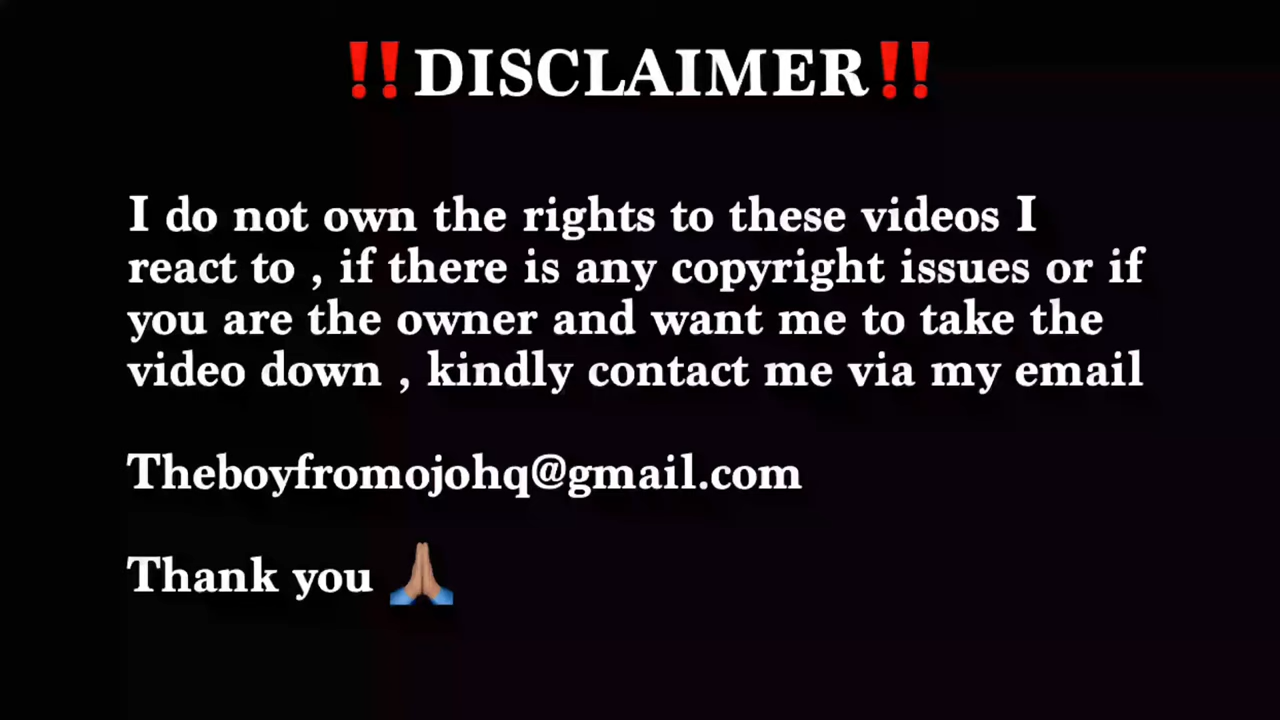 ‼️DISCLAIMER‼️
I do not own the rights to these videos I
react to , if there is any copyright issues or if
you are the owner and want me to take the
video down , kindly contact me via my email
Theboyfromojohq@gmail.com
Thank you 🙏🏽